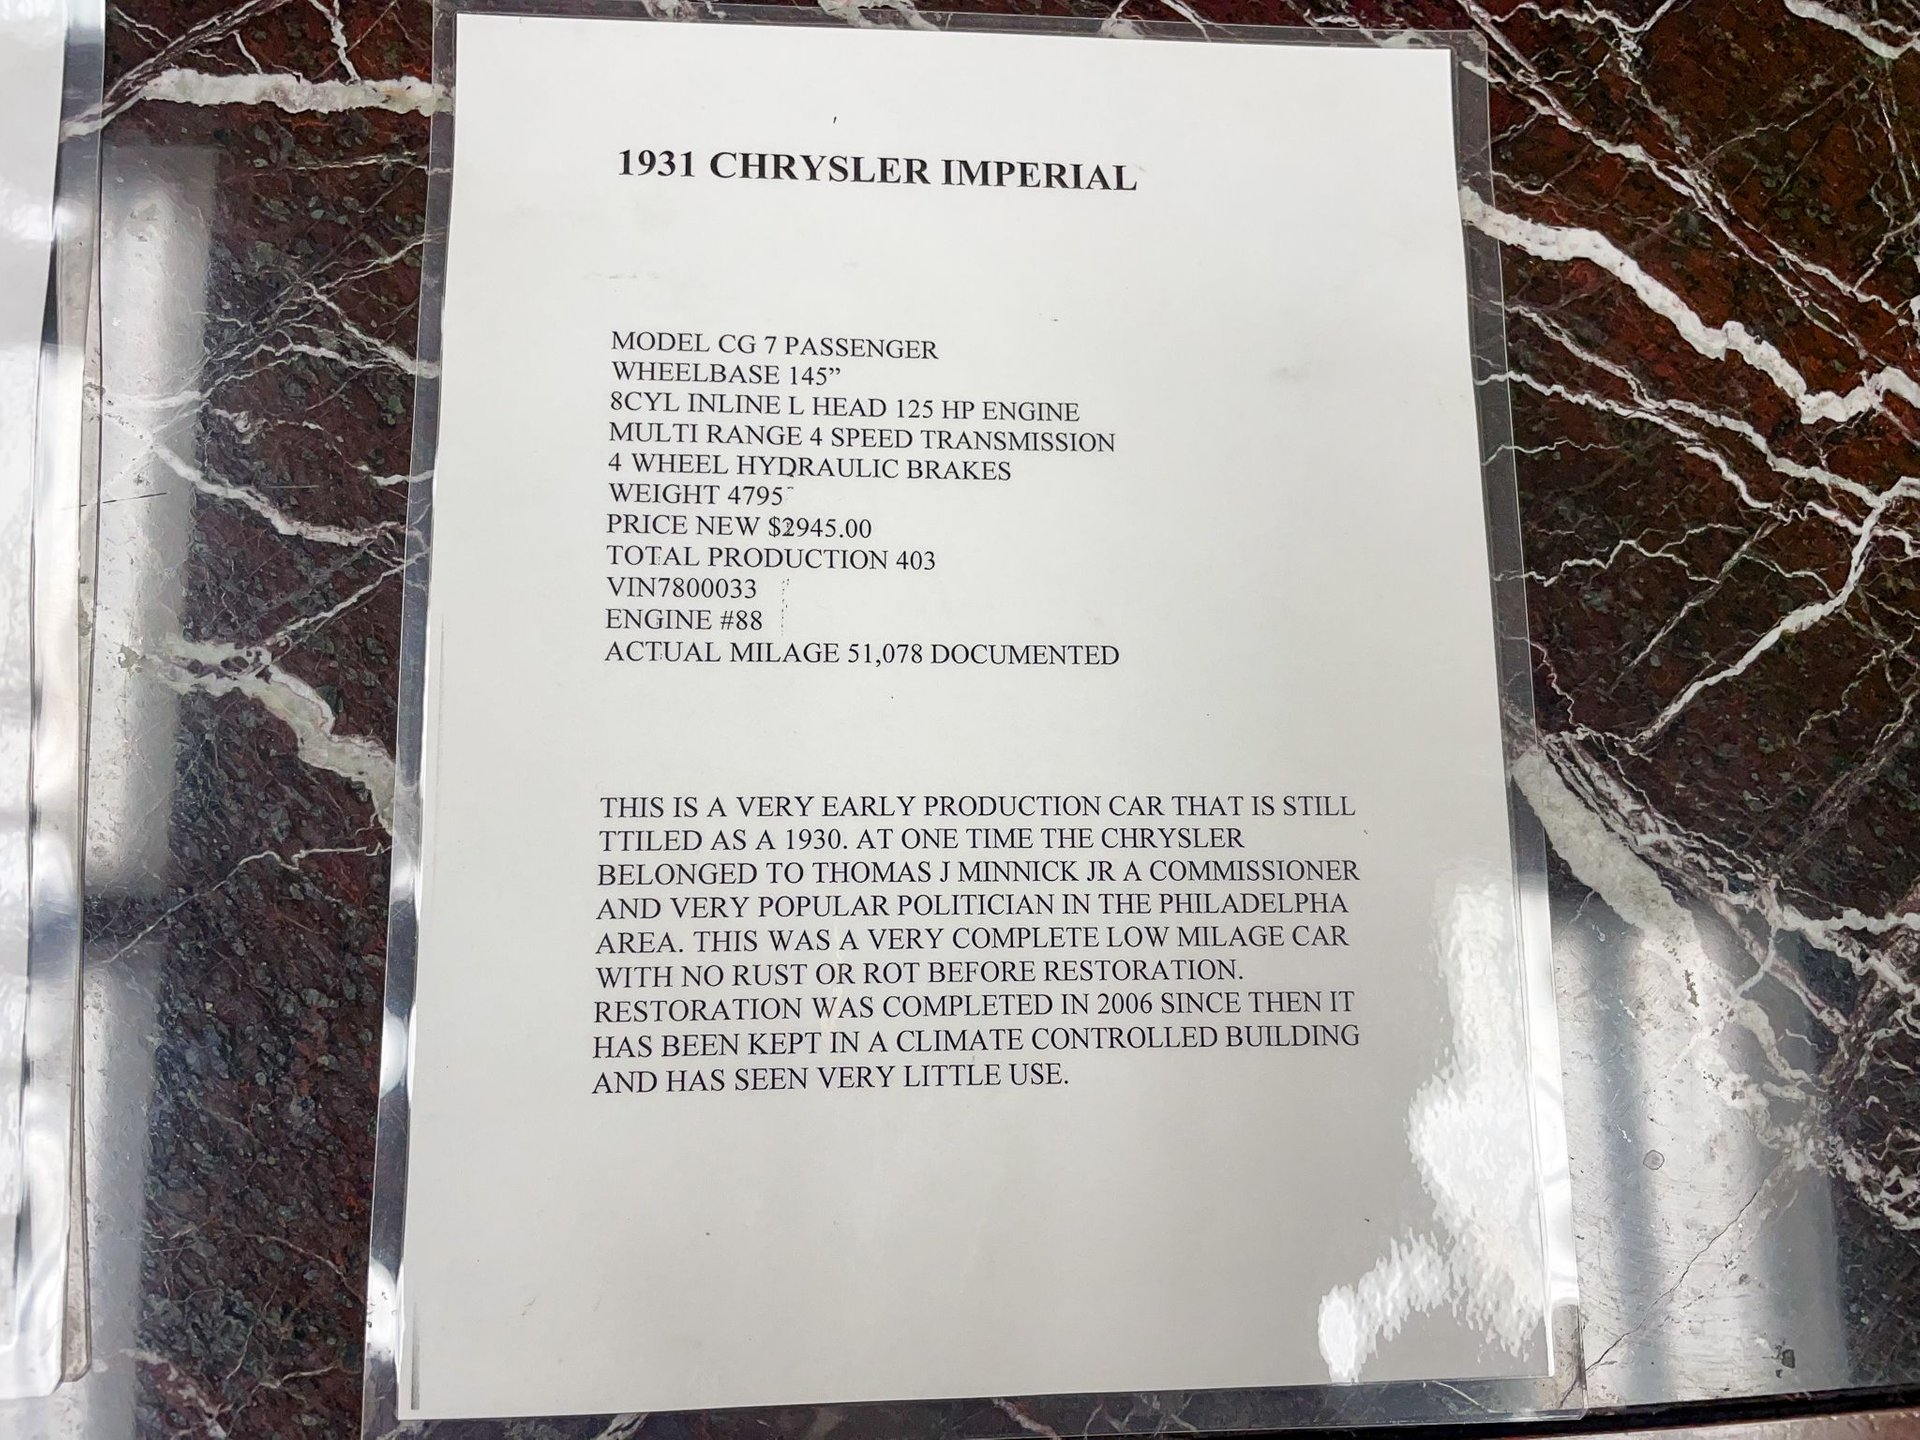 1931 CHRYSLER IMPERIAL
MODEL CG 7 PASSENGER
WHEELBASE 145”
8CYL INLINE L HEAD 125 HP ENGINE
MULTI RANGE 4 SPEED TRANSMISSION
4 WHEEL HYDRAULIC BRAKES
WEIGHT 4795
PRICE NEW $2945.00
TOTAL PRODUCTION 403
VIN7800033
ENGINE #88
ACTUAL MILAGE 51,078 DOCUMENTED
THIS IS A VERY EARLY PRODUCTION CAR THAT IS STILL
TTILED AS A 1930. AT ONE TIME THE CHRYSLER
BELONGED TO THOMAS J MINNICK JR A COMMISSIONER
AND VERY POPULAR POLITICIAN IN THE PHILADELPHA
AREA. THIS WAS A VERY COMPLETE LOW MILAGE CAR
WITH NO RUST OR ROT BEFORE RESTORATION.
RESTORATION WAS COMPLETED IN 2006 SINCE THEN IT
HAS BEEN KEPT IN A CLIMATE CONTROLLED BUILDING
AND HAS SEEN VERY LITTLE USE.